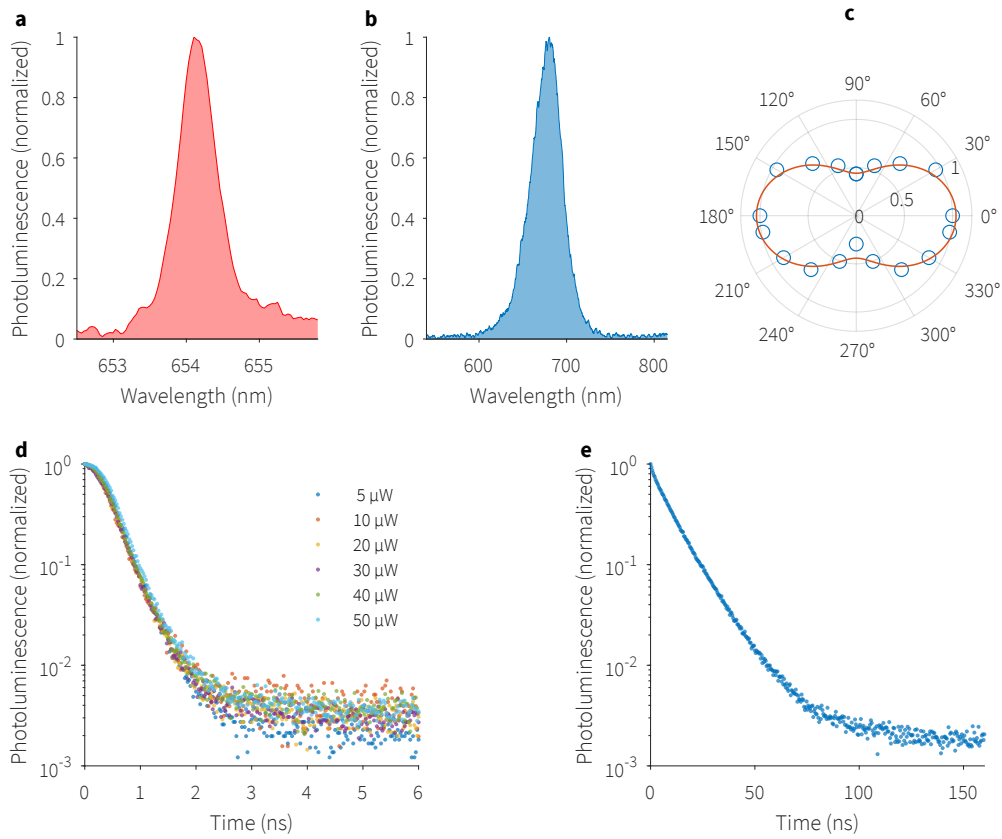 a
Photoluminescence (normalized)
1
0.8
0.6
0.4
0.2
0
653 654 655
Wavelength (nm)
b
Photoluminescence (normalized)
1
0.8
0.6
0.4
0.2
0
600 700 800
Wavelength (nm)
c
90°
120° 60°
150° 30°
1
0.5
180° 0 0°
210° 330°
240° 300°
270°
d
Photoluminescence (normalized)
10⁰
10⁻¹
10⁻²
10⁻³
5 µW
10 µW
20 µW
30 µW
40 µW
50 µW
0 1 2 3 4 5 6
Time (ns)
e
Photoluminescence (normalized)
10⁰
10⁻¹
10⁻²
10⁻³
0 50 100 150
Time (ns)